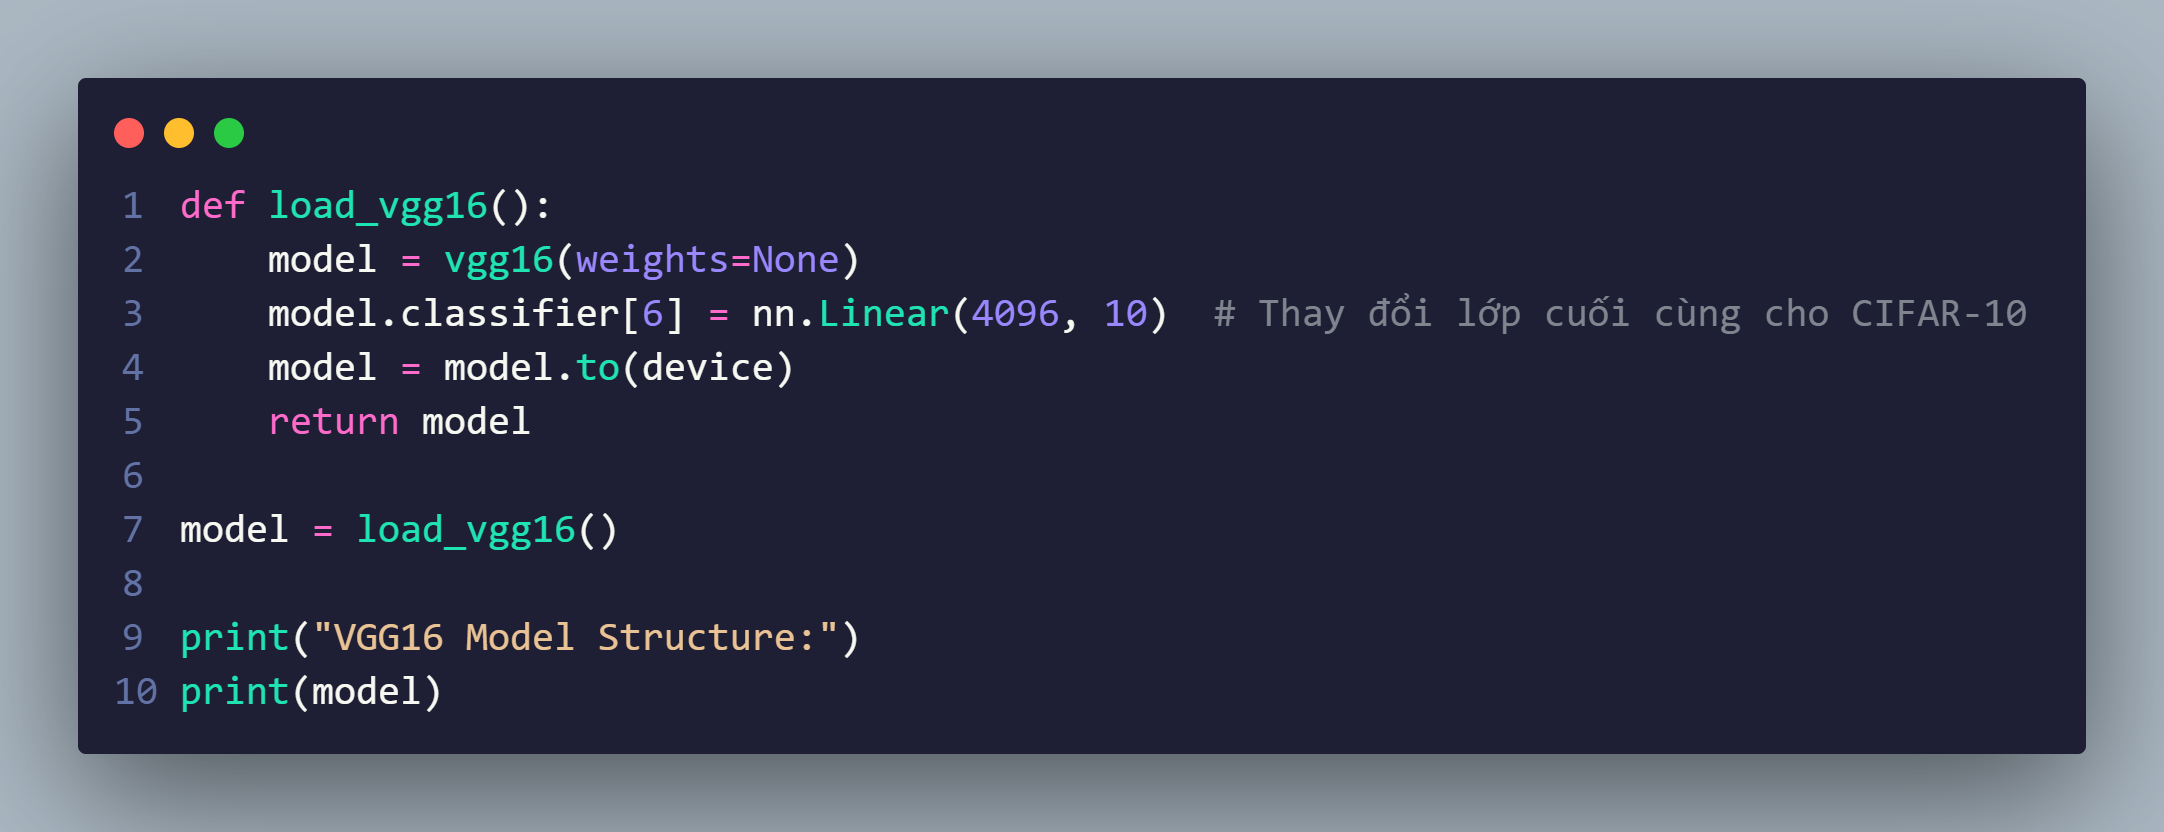 1 def load_vgg16():
2     model = vgg16(weights=None)
3     model.classifier[6] = nn.Linear(4096, 10)  # Thay đổi lớp cuối cùng cho CIFAR-10
4     model = model.to(device)
5     return model
6
7 model = load_vgg16()
8
9 print("VGG16 Model Structure:")
10 print(model)